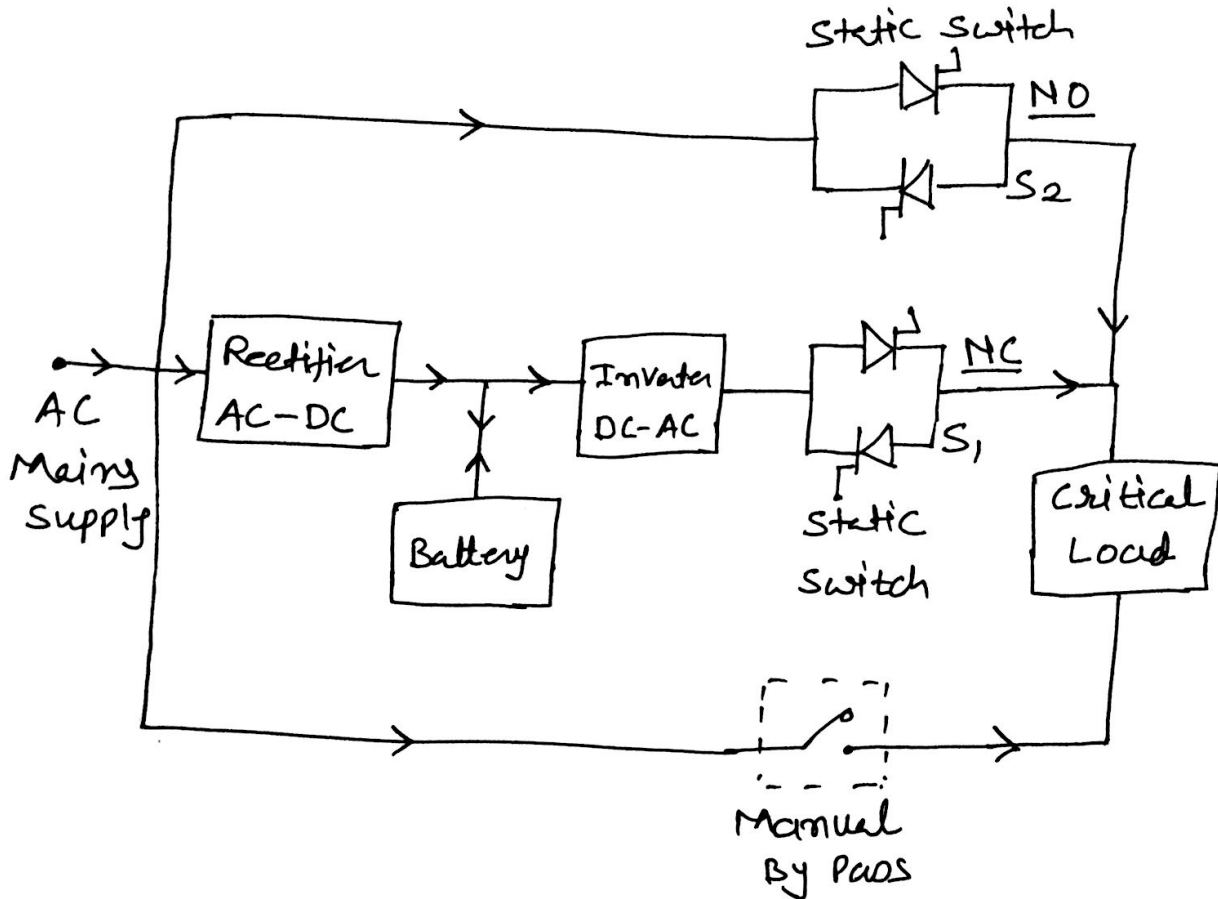 Static Switch
NO
S2
Rectifier
AC-DC
Inverter
DC-AC
NC
S1
AC
Mains
Supply
Battery
Static
Switch
Critical
Load
Manual
By Pass